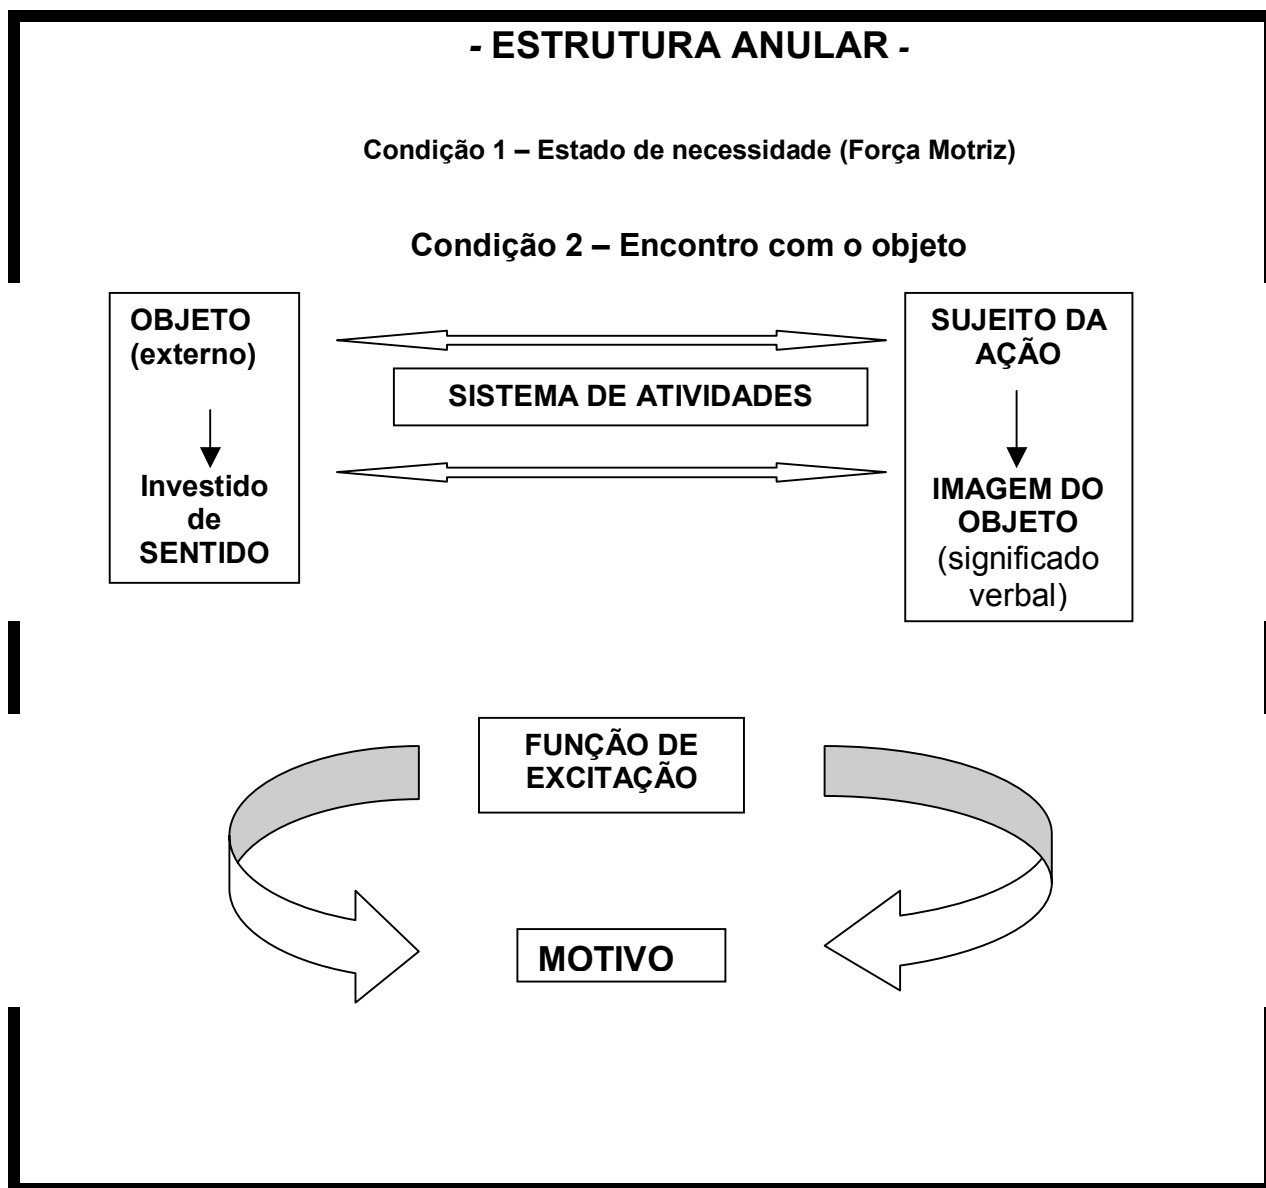 - ESTRUTURA ANULAR -
Condição 1 – Estado de necessidade (Força Motriz)
Condição 2 – Encontro com o objeto
OBJETO
(externo)
Investido
de
SENTIDO
SISTEMA DE ATIVIDADES
SUJEITO DA
AÇÃO
IMAGEM DO
OBJETO
(significado
verbal)
FUNÇÃO DE
EXCITAÇÃO
MOTIVO